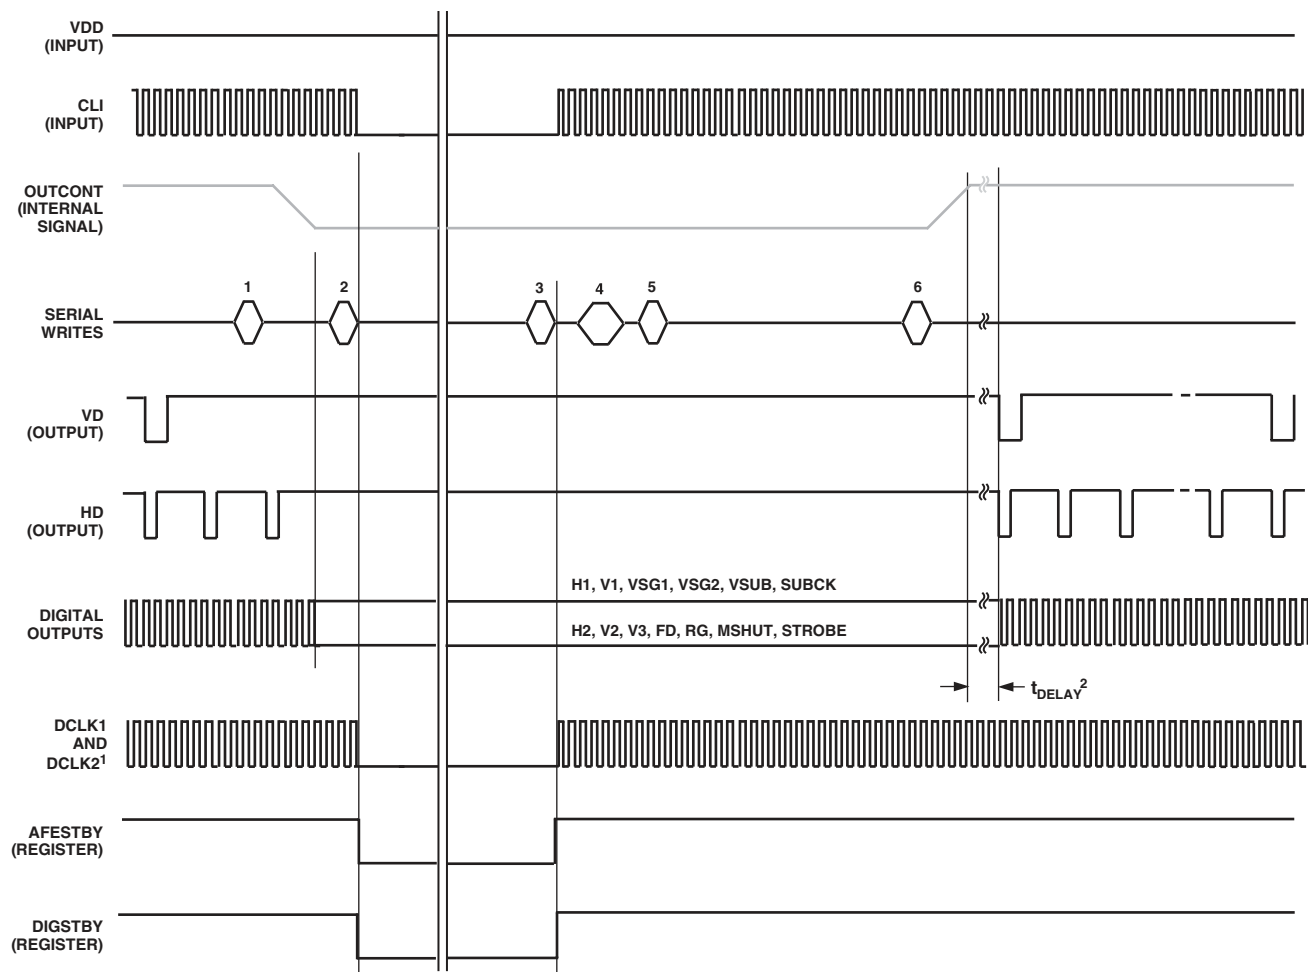 VDD
(INPUT)
CLI
(INPUT)
OUTCONT
(INTERNAL
SIGNAL)
1 2 3 4 5 6
SERIAL
WRITES
VD
(OUTPUT)
HD
(OUTPUT)
H1, V1, VSG1, VSG2, VSUB, SUBCK
DIGITAL
OUTPUTS
H2, V2, V3, FD, RG, MSHUT, STROBE
tDELAY2
DCLK1
AND
DCLK21
AFESTBY
(REGISTER)
DIGSTBY
(REGISTER)